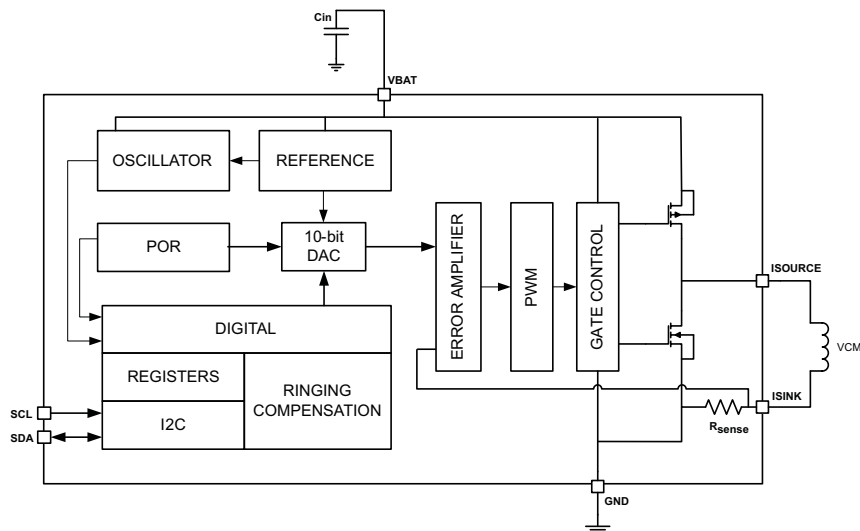 Cin
VBAT
OSCILLATOR
REFERENCE
POR
10-bit
DAC
ERROR AMPLIFIER
PWM
GATE CONTROL
ISOURCE
VCM
DIGITAL
REGISTERS
RINGING
COMPENSATION
I2C
SCL
SDA
ISINK
Rsense
GND